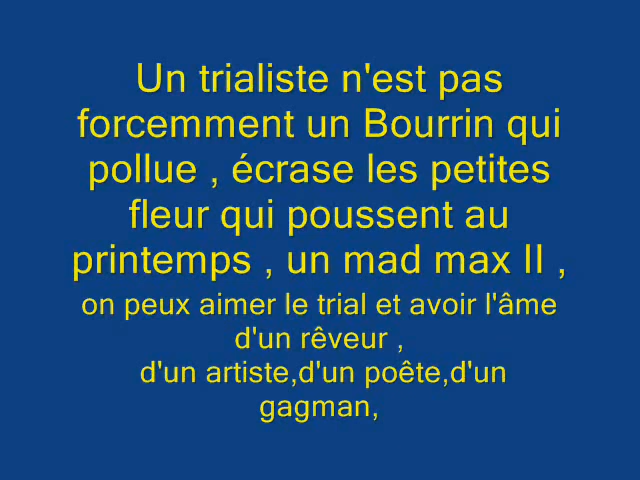 Un trialiste n'est pas
forcemment un Bourrin qui
pollue , écrase les petites
fleur qui poussent au
printemps , un mad max II ,
on peux aimer le trial et avoir l'âme
d'un rêveur ,
d'un artiste,d'un poête,d'un
gagman,